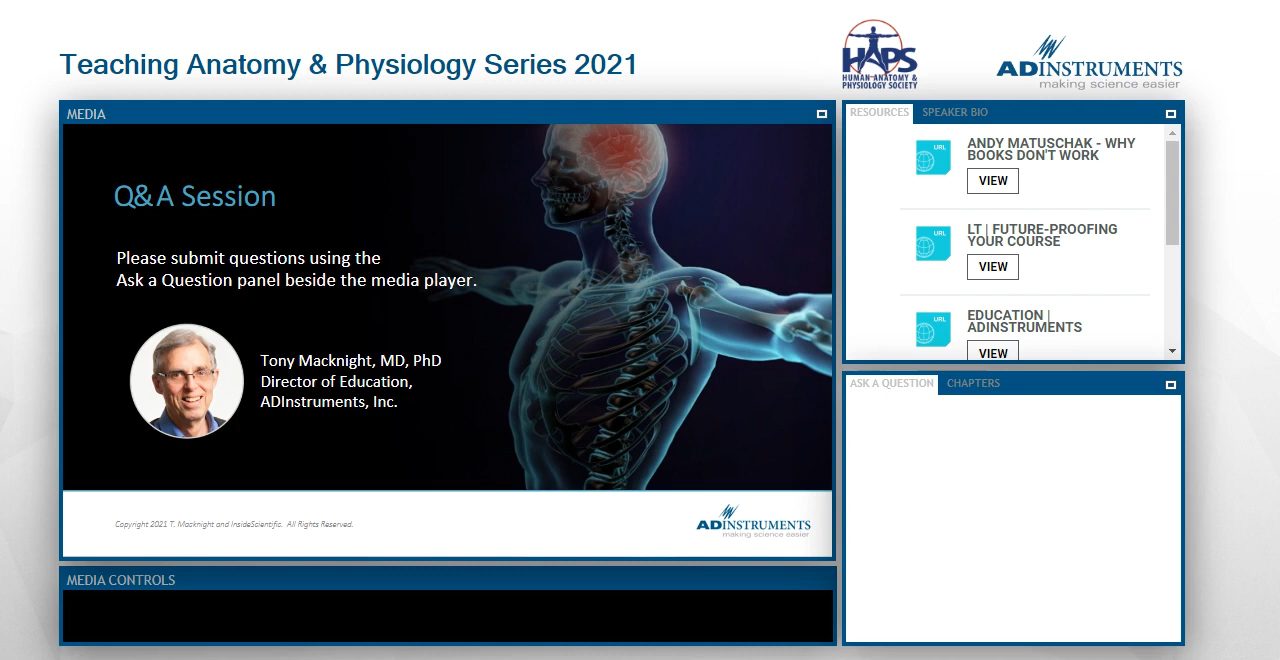 Teaching Anatomy & Physiology Series 2021
HAPS
HUMAN ANATOMY &
PHYSIOLOGY SOCIETY
ADINSTRUMENTS
making science easier
MEDIA
Q&A Session
Please submit questions using the
Ask a Question panel beside the media player.
Tony Macknight, MD, PhD
Director of Education,
ADInstruments, Inc.
Copyright 2021 T. Macknight and InsideScientific. All Rights Reserved.
ADINSTRUMENTS
making science easier
MEDIA CONTROLS
RESOURCES
SPEAKER BIO
URL
ANDY MATUSCHAK - WHY
BOOKS DON'T WORK
VIEW
URL
LT | FUTURE-PROOFING
YOUR COURSE
VIEW
URL
EDUCATION |
ADINSTRUMENTS
VIEW
ASK A QUESTION
CHAPTERS